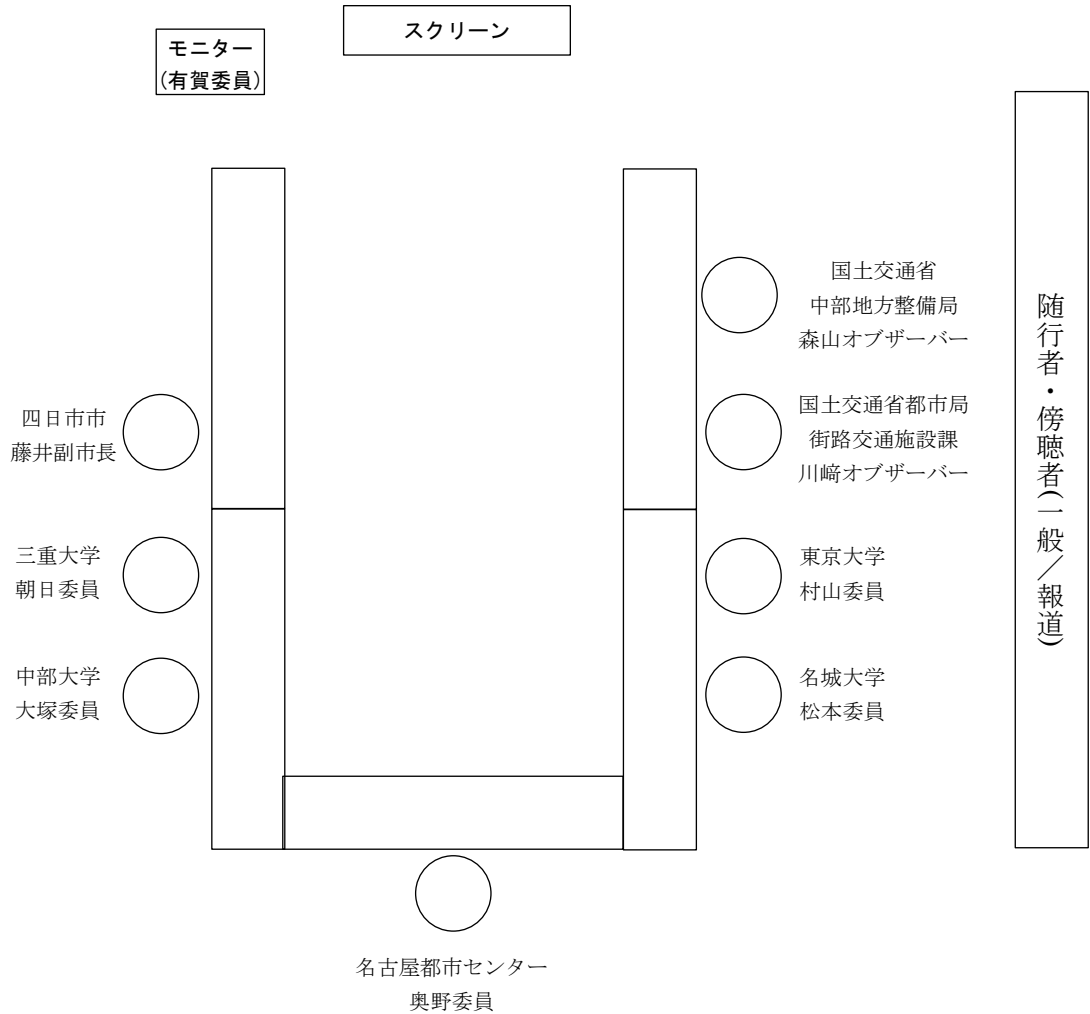 スクリーン
モニター
(有賀委員)
国土交通省
中部地方整備局
森山オブザーバー
四日市市
藤井副市長
国土交通省都市局
街路交通施設課
川﨑オブザーバー
三重大学
朝日委員
東京大学
村山委員
中部大学
大塚委員
名城大学
松本委員
名古屋都市センター
奥野委員
随行者・傍聴者(一般／報道)